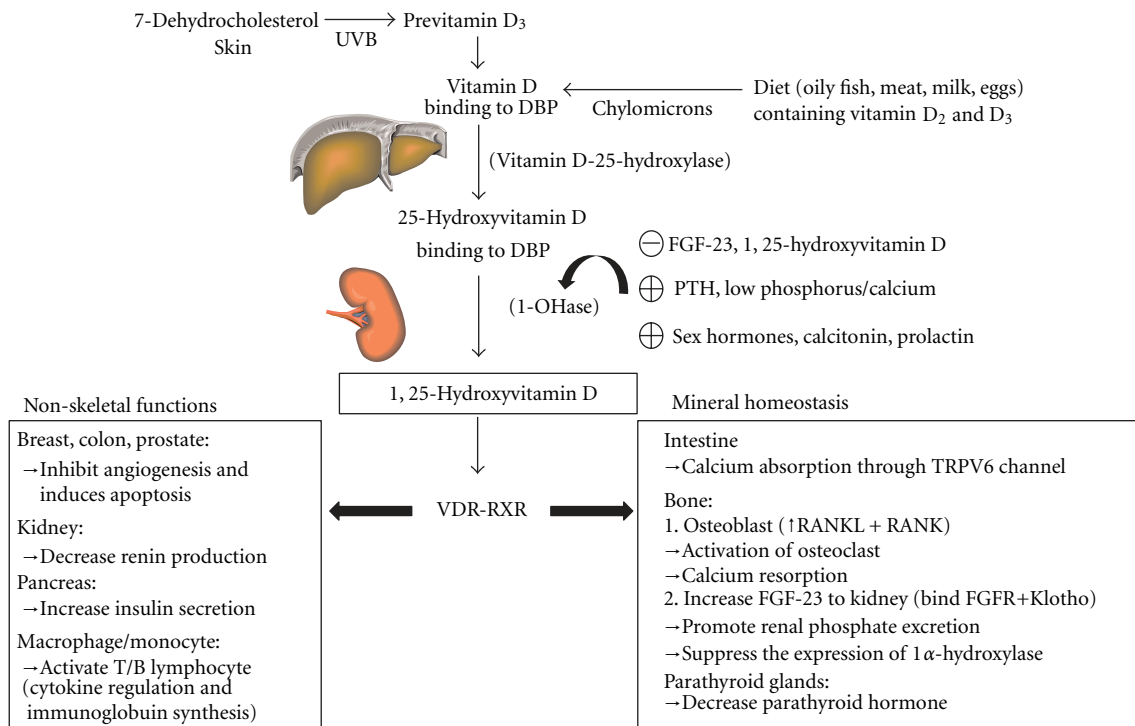 7-Dehydrocholesterol
Skin
UVB
Previtamin D₃
Vitamin D
binding to DBP
Chylomicrons
Diet (oily fish, meat, milk, eggs)
containing vitamin D₂ and D₃
(Vitamin D-25-hydroxylase)
25-Hydroxyvitamin D
binding to DBP
(1-OHase)
⊖ FGF-23, 1, 25-hydroxyvitamin D
⊕ PTH, low phosphorus/calcium
⊕ Sex hormones, calcitonin, prolactin
1, 25-Hydroxyvitamin D
VDR-RXR
Non-skeletal functions
Breast, colon, prostate:
→Inhibit angiogenesis and
induces apoptosis
Kidney:
→Decrease renin production
Pancreas:
→Increase insulin secretion
Macrophage/monocyte:
→Activate T/B lymphocyte
(cytokine regulation and
immunoglobuin synthesis)
Mineral homeostasis
Intestine
→Calcium absorption through TRPV6 channel
Bone:
1. Osteoblast (↑RANKL + RANK)
→Activation of osteoclast
→Calcium resorption
2. Increase FGF-23 to kidney (bind FGFR+Klotho)
→Promote renal phosphate excretion
→Suppress the expression of 1α-hydroxylase
Parathyroid glands:
→Decrease parathyroid hormone